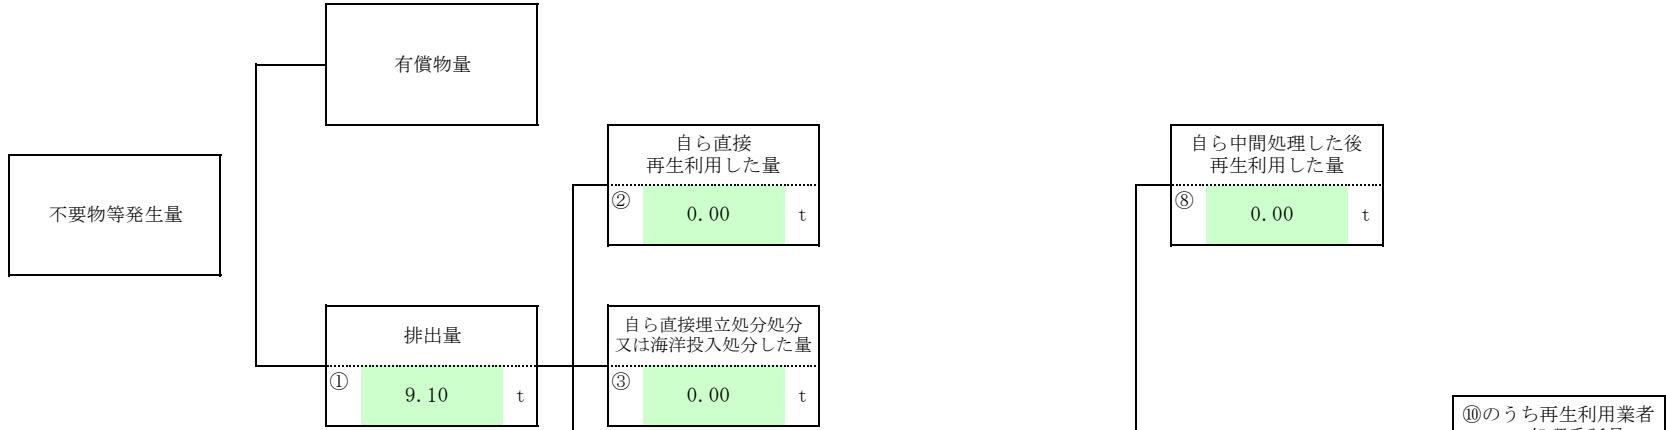 有償物量
自ら直接
再生利用した量
②
0.00
t
自ら中間処理した後
再生利用した量
⑧
0.00
t
不要物等発生量
排出量
①
9.10
t
自ら直接埋立処分処分
又は海洋投入処分した量
③
0.00
t
⑩のうち再生利用業者